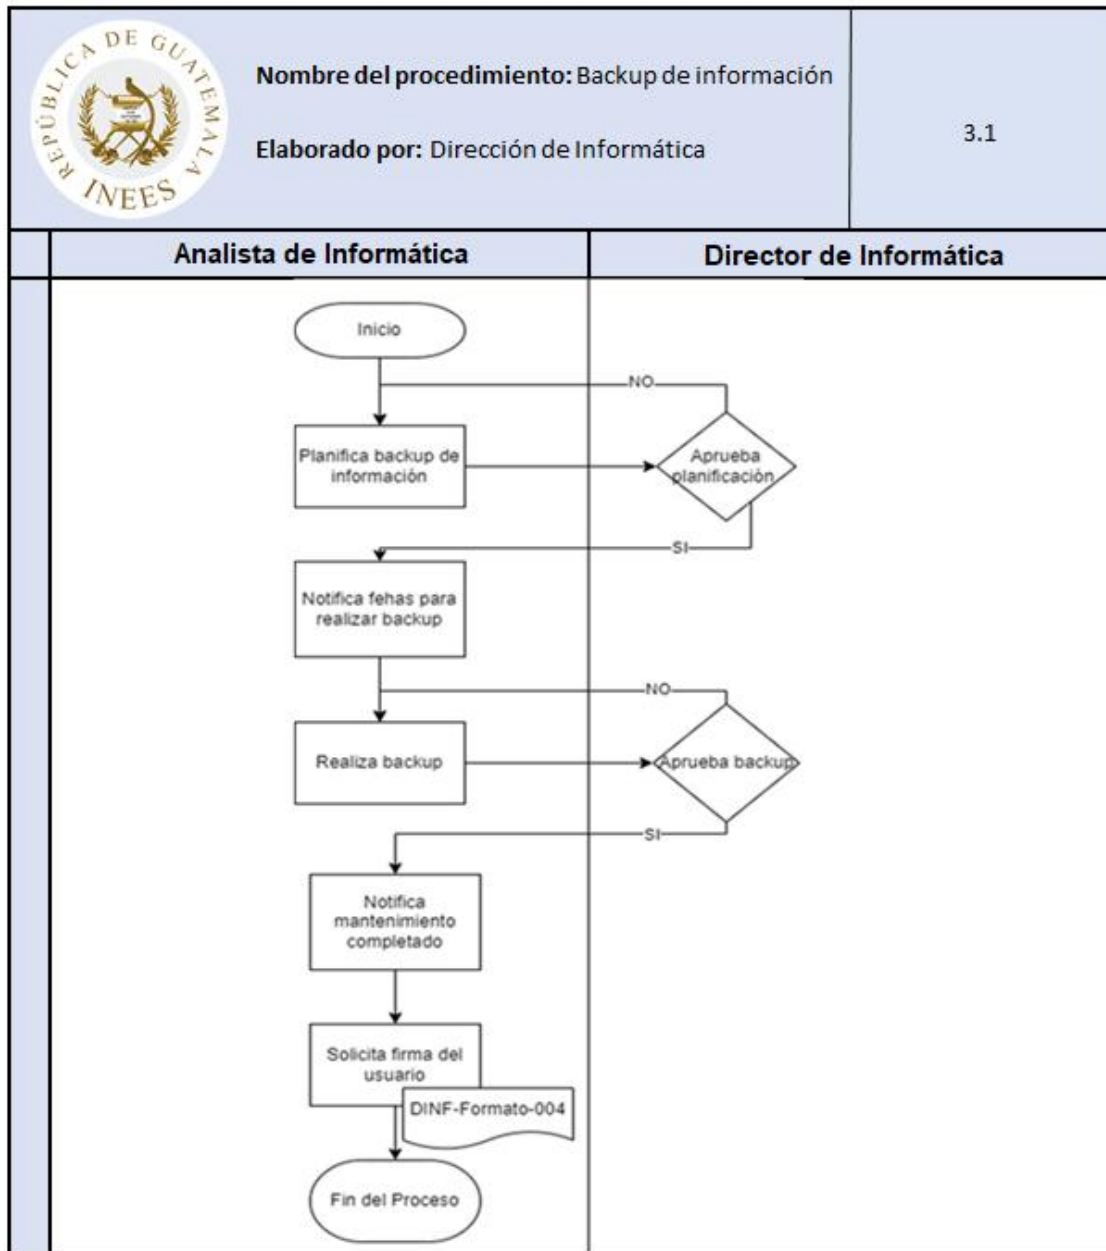 REPÚBLICA DE GUATEMALA
INEES
Nombre del procedimiento: Backup de información
Elaborado por: Dirección de Informática
3.1
Analista de Informática
Director de Informática
Inicio
NO
Planifica backup de
información
Aprueba
planificación
SI
Notifica fehas para
realizar backup
NO
Realiza backup
Aprueba backup
SI
Notifica
mantenimiento
completado
Solicita firma del
usuario
DINF-Formato-004
Fin del Proceso